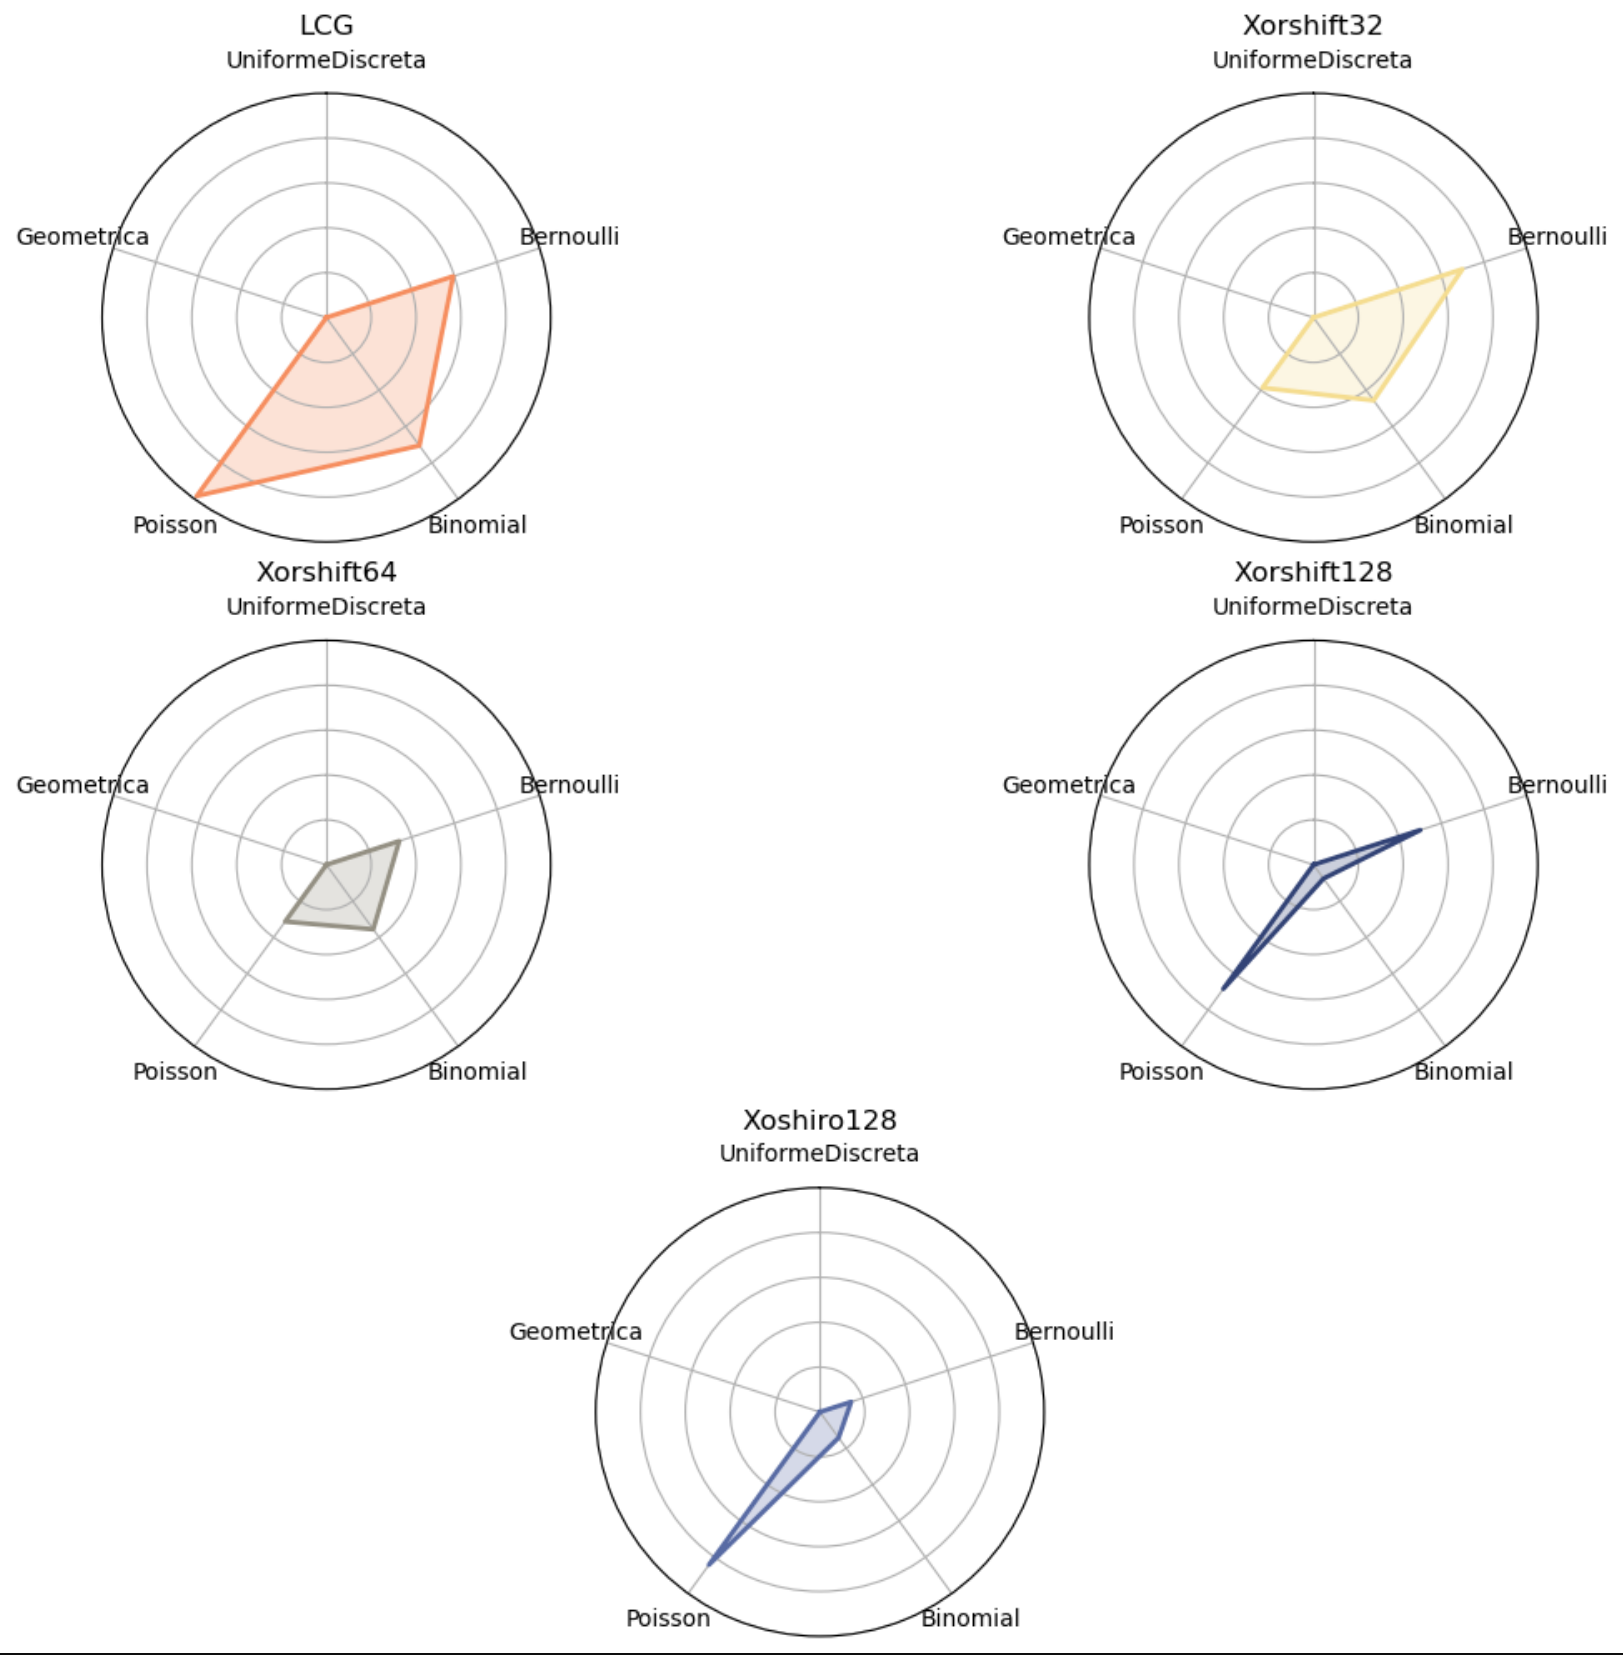 LCG
UniformeDiscreta
Geometrica
Bernoulli
Poisson
Binomial
Xorshift32
UniformeDiscreta
Geometrica
Bernoulli
Poisson
Binomial
Xorshift64
UniformeDiscreta
Geometrica
Bernoulli
Poisson
Binomial
Xorshift128
UniformeDiscreta
Geometrica
Bernoulli
Poisson
Binomial
Xoshiro128
UniformeDiscreta
Geometrica
Bernoulli
Poisson
Binomial